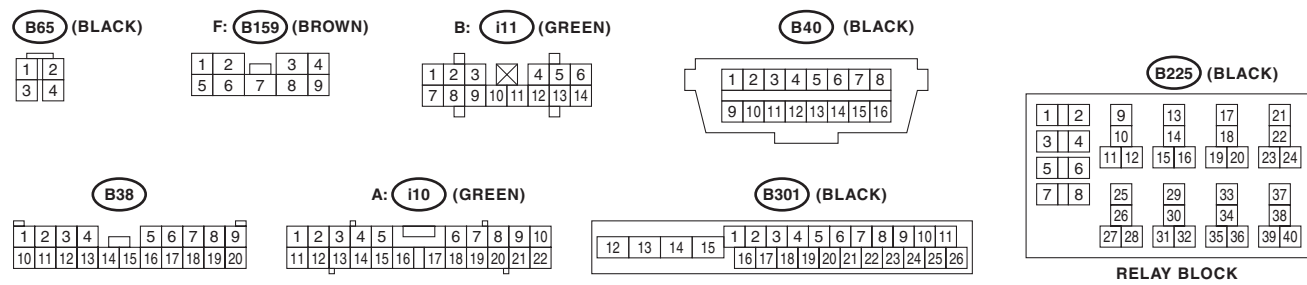 B65 (BLACK)
1 2
3 4
F: B159 (BROWN)
1 2 3 4
5 6 7 8 9
B: i11 (GREEN)
1 2 3 4 5 6
7 8 9 10 11 12 13 14
B40 (BLACK)
1 2 3 4 5 6 7 8
9 10 11 12 13 14 15 16
B225 (BLACK)
1 2 9 13 17 21
3 4 10 14 18 22
11 12 15 16 19 20 23 24
5 6
7 8 25 29 33 37
26 30 34 38
27 28 31 32 35 36 39 40
RELAY BLOCK
B38
1 2 3 4 5 6 7 8 9
10 11 12 13 14 15 16 17 18 19 20
A: i10 (GREEN)
1 2 3 4 5 6 7 8 9 10
11 12 13 14 15 16 17 18 19 20 21 22
B301 (BLACK)
12 13 14 15 1 2 3 4 5 6 7 8 9 10 11
16 17 18 19 20 21 22 23 24 25 26